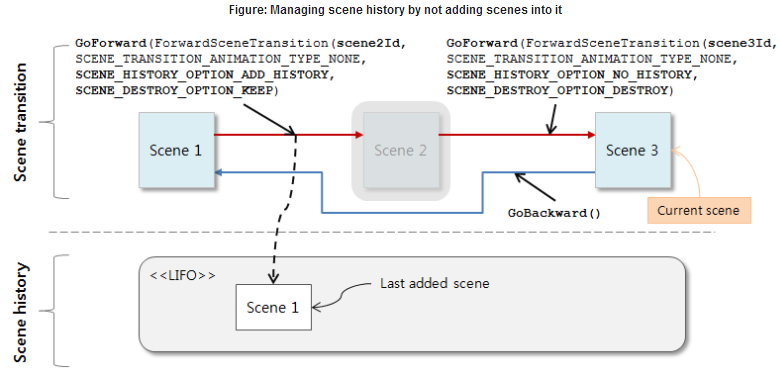 Figure: Managing scene history by not adding scenes into it
Scene transition
GoForward(ForwardSceneTransition(scene2Id,
SCENE_TRANSITION_ANIMATION_TYPE_NONE,
SCENE_HISTORY_OPTION_ADD_HISTORY,
SCENE_DESTROY_OPTION_KEEP)
GoForward(ForwardSceneTransition(scene3Id,
SCENE_TRANSITION_ANIMATION_TYPE_NONE,
SCENE_HISTORY_OPTION_NO_HISTORY,
SCENE_DESTROY_OPTION_DESTROY)
Scene 1
Scene 2
Scene 3
GoBackward()
Current scene
Scene history
<<LIFO>>
Scene 1
Last added scene